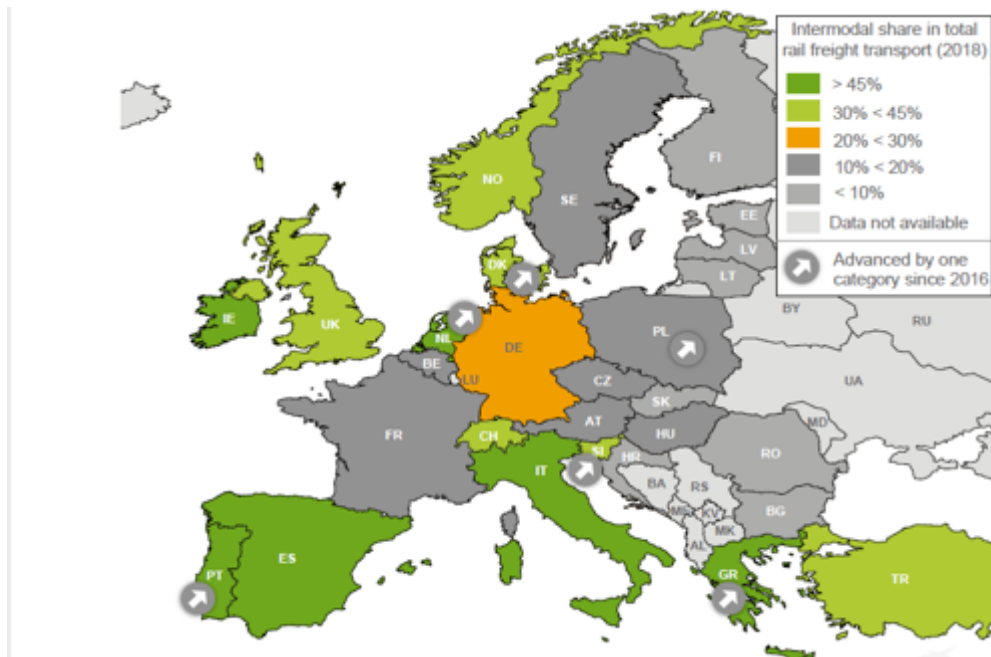 Intermodal share in total
rail freight transport (2018)
> 45%
30% < 45%
20% < 30%
10% < 20%
< 10%
Data not available
Advanced by one
category since 2016
NO
SE
FI
EE
LV
LT
DK
IE
UK
NL
BE
LU
DE
PL
BY
RU
UA
MD
CZ
SK
FR
CH
AT
HU
SI
HR
RO
IT
BA
RS
ME
KV
BG
MK
AL
PT
ES
GR
TR